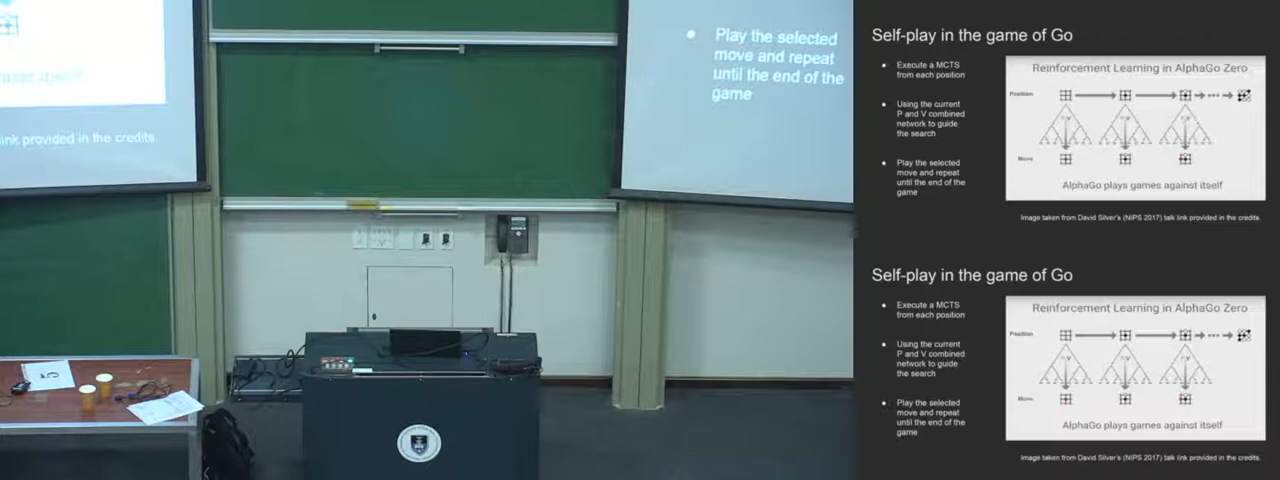 ink provided in the credits.
● Play the selected
move and repeat
until the end of the
game
5
Self-play in the game of Go
● Execute a MCTS
from each position
● Using the current
P and V combined
network to guide
the search
● Play the selected
move and repeat
until the end of the
game
Reinforcement Learning in AlphaGo Zero
Position
Move
AlphaGo plays games against itself
Image taken from David Silver's (NIPS 2017) talk link provided in the credits.
Self-play in the game of Go
● Execute a MCTS
from each position
● Using the current
P and V combined
network to guide
the search
● Play the selected
move and repeat
until the end of the
game
Reinforcement Learning in AlphaGo Zero
Position
Move
AlphaGo plays games against itself
Image taken from David Silver's (NIPS 2017) talk link provided in the credits.